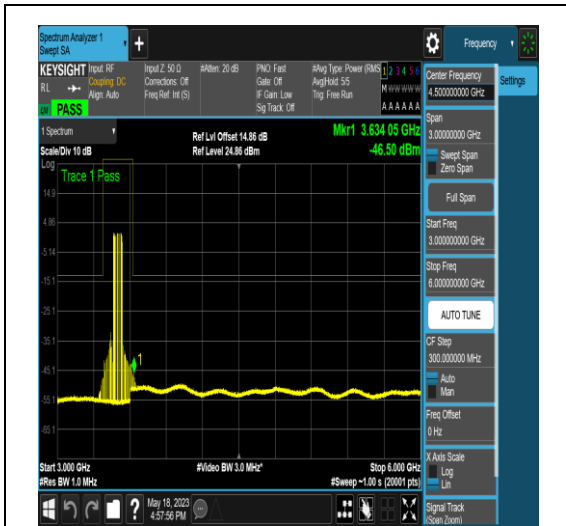 Spectrum Analyzer 1
Swept SA
Frequency
KEYSIGHT
RL
PASS
Input: RF
Coupling: DC
Align: Auto
Input Z: 50 Ω
Corrections: Off
Freq Ref: Int (S)
#Atten: 20 dB
PNO: Fast
Gate: Off
IF Gain: Low
Sig Track: Off
#Avg Type: Power (RMS
Avg|Hold: 5/5
Trig: Free Run
1 2 3 4 5 6
M W W W W W
A A A A A A
Center Frequency
4.500000000 GHz
Settings
Span
3.00000000 GHz
Swept Span
Zero Span
Full Span
Start Freq
3.000000000 GHz
Stop Freq
6.000000000 GHz
AUTO TUNE
CF Step
300.000000 MHz
Auto
Man
Freq Offset
0 Hz
X Axis Scale
Log
Lin
Signal Track
(Span Zoom)
1 Spectrum
Scale/Div 10 dB
Ref Lvl Offset 14.86 dB
Ref Level 24.86 dBm
Mkr1 3.634 05 GHz
-46.50 dBm
Log
Trace 1 Pass
14.9
4.86
-5.14
-15.1
-25.1
-35.1
-45.1
-55.1
-65.1
1
Start 3.000 GHz
#Res BW 1.0 MHz
#Video BW 3.0 MHz*
Stop 6.000 GHz
#Sweep ~1.00 s (20001 pts)
May 18, 2023
4:57:56 PM